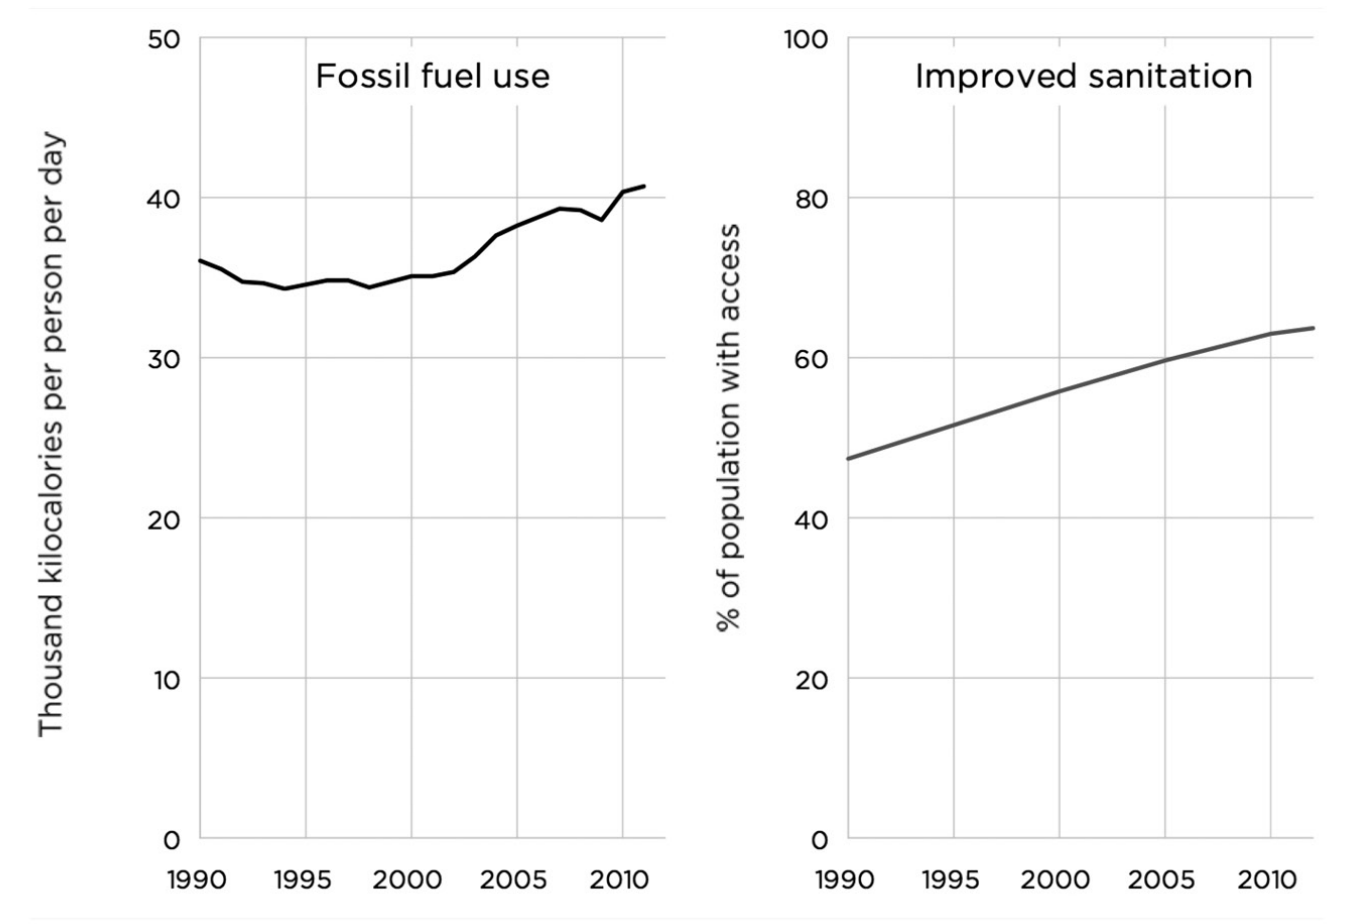 Fossil fuel use
Thousand kilocalories per person per day
50
40
30
20
10
0
1990 1995 2000 2005 2010
Improved sanitation
% of population with access
100
80
60
40
20
0
1990 1995 2000 2005 2010